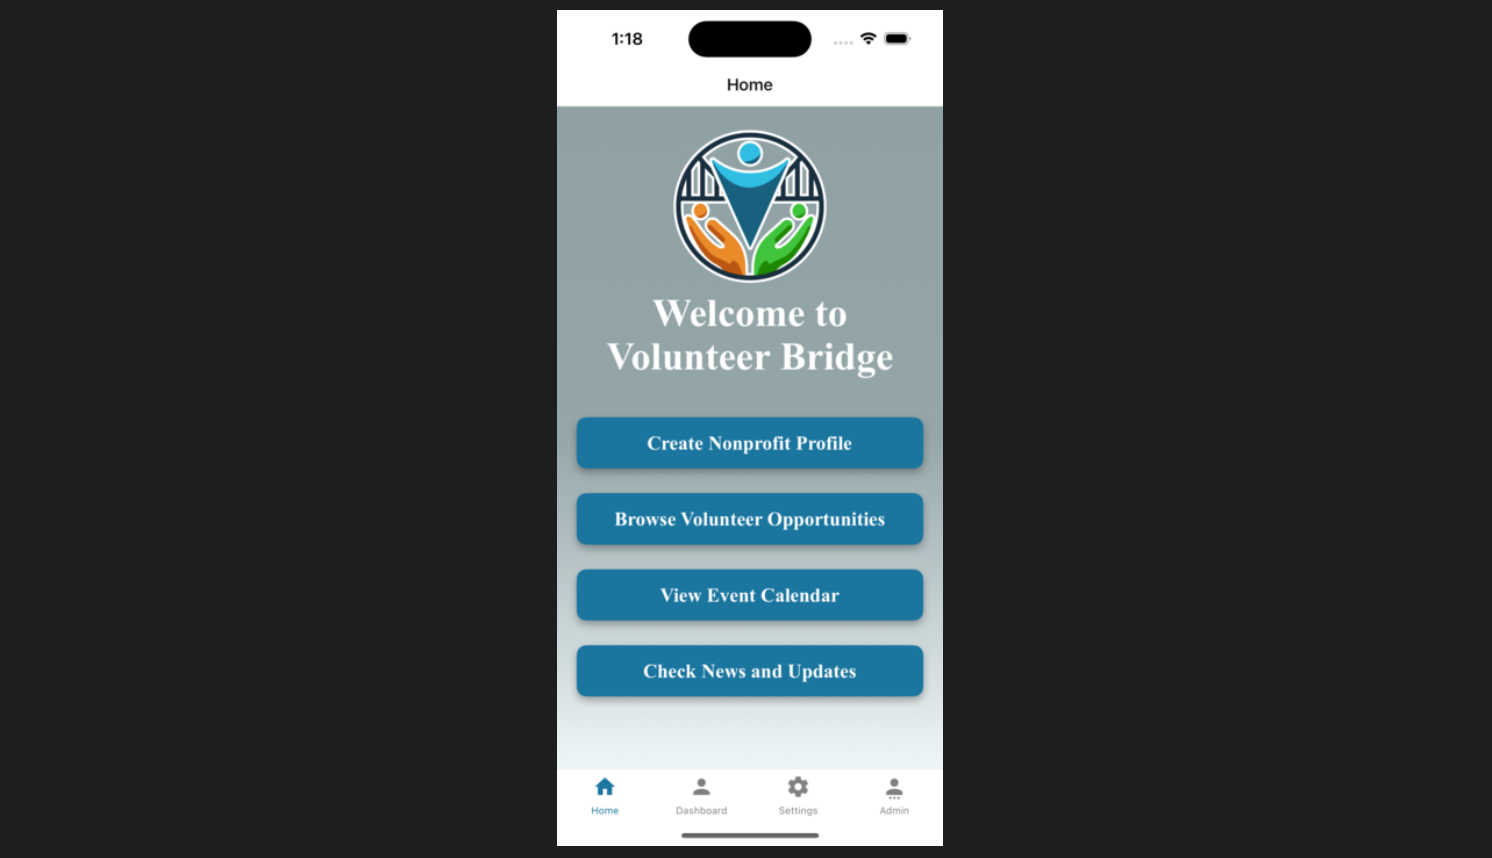 1:18
Home
Welcome to
Volunteer Bridge
Create Nonprofit Profile
Browse Volunteer Opportunities
View Event Calendar
Check News and Updates
Home Dashboard Settings Admin